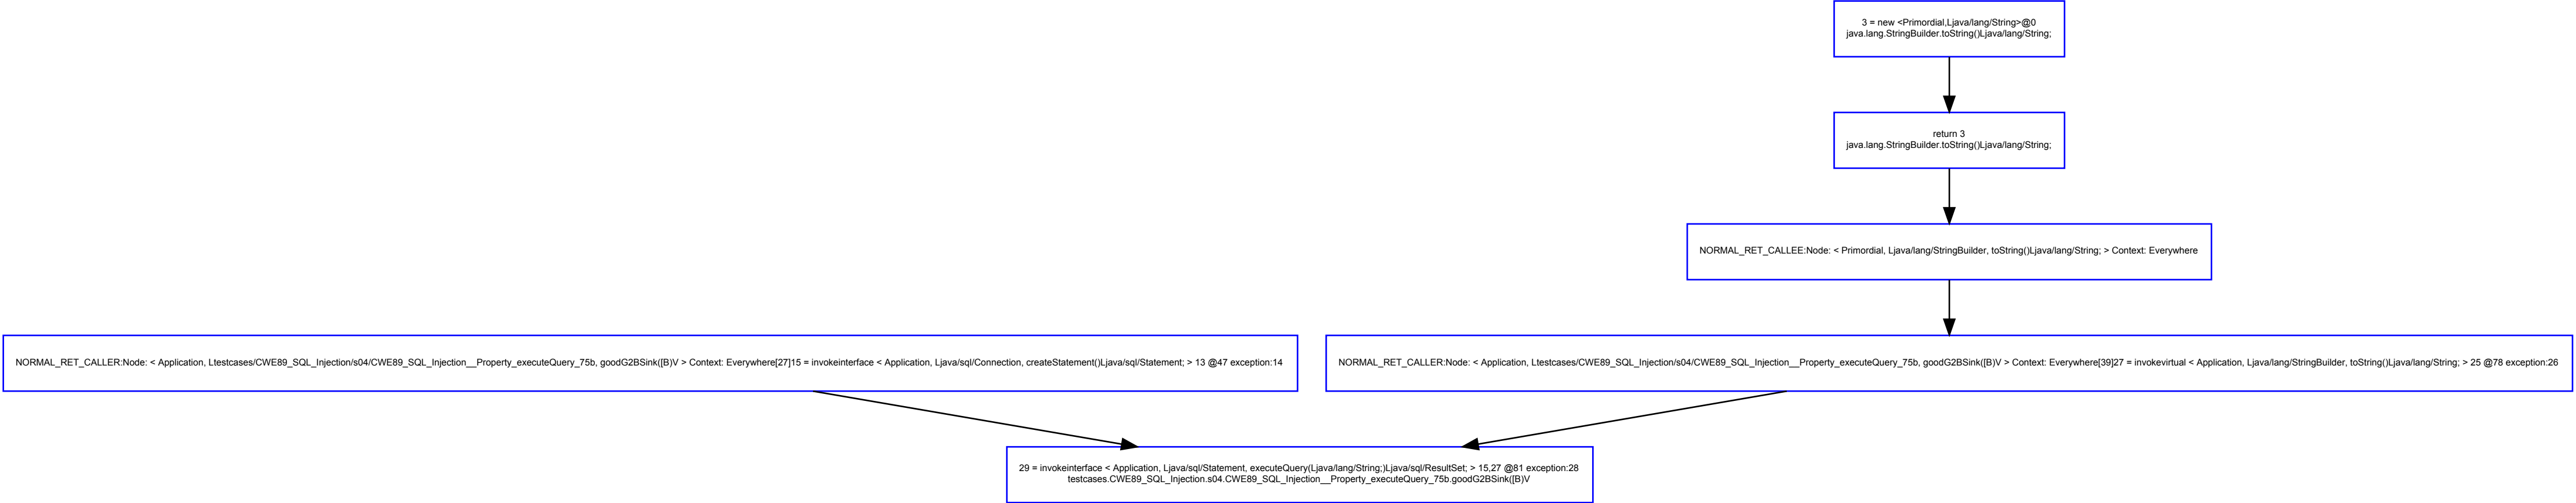 3 = new <Primordial,Ljava/lang/String>@0
java.lang.StringBuilder.toString()Ljava/lang/String;
return 3
java.lang.StringBuilder.toString()Ljava/lang/String;
NORMAL_RET_CALLEE:Node: < Primordial, Ljava/lang/StringBuilder, toString()Ljava/lang/String; > Context: Everywhere
NORMAL_RET_CALLER:Node: < Application, Ltestcases/CWE89_SQL_Injection/s04/CWE89_SQL_Injection__Property_executeQuery_75b, goodG2BSink([B)V > Context: Everywhere[27]15 = invokeinterface < Application, Ljava/sql/Connection, createStatement()Ljava/sql/Statement; > 13 @47 exception:14
NORMAL_RET_CALLER:Node: < Application, Ltestcases/CWE89_SQL_Injection/s04/CWE89_SQL_Injection__Property_executeQuery_75b, goodG2BSink([B)V > Context: Everywhere[39]27 = invokevirtual < Application, Ljava/lang/StringBuilder, toString()Ljava/lang/String; > 25 @78 exception:26
29 = invokeinterface < Application, Ljava/sql/Statement, executeQuery(Ljava/lang/String;)Ljava/sql/ResultSet; > 15,27 @81 exception:28
testcases.CWE89_SQL_Injection.s04.CWE89_SQL_Injection__Property_executeQuery_75b.goodG2BSink([B)V